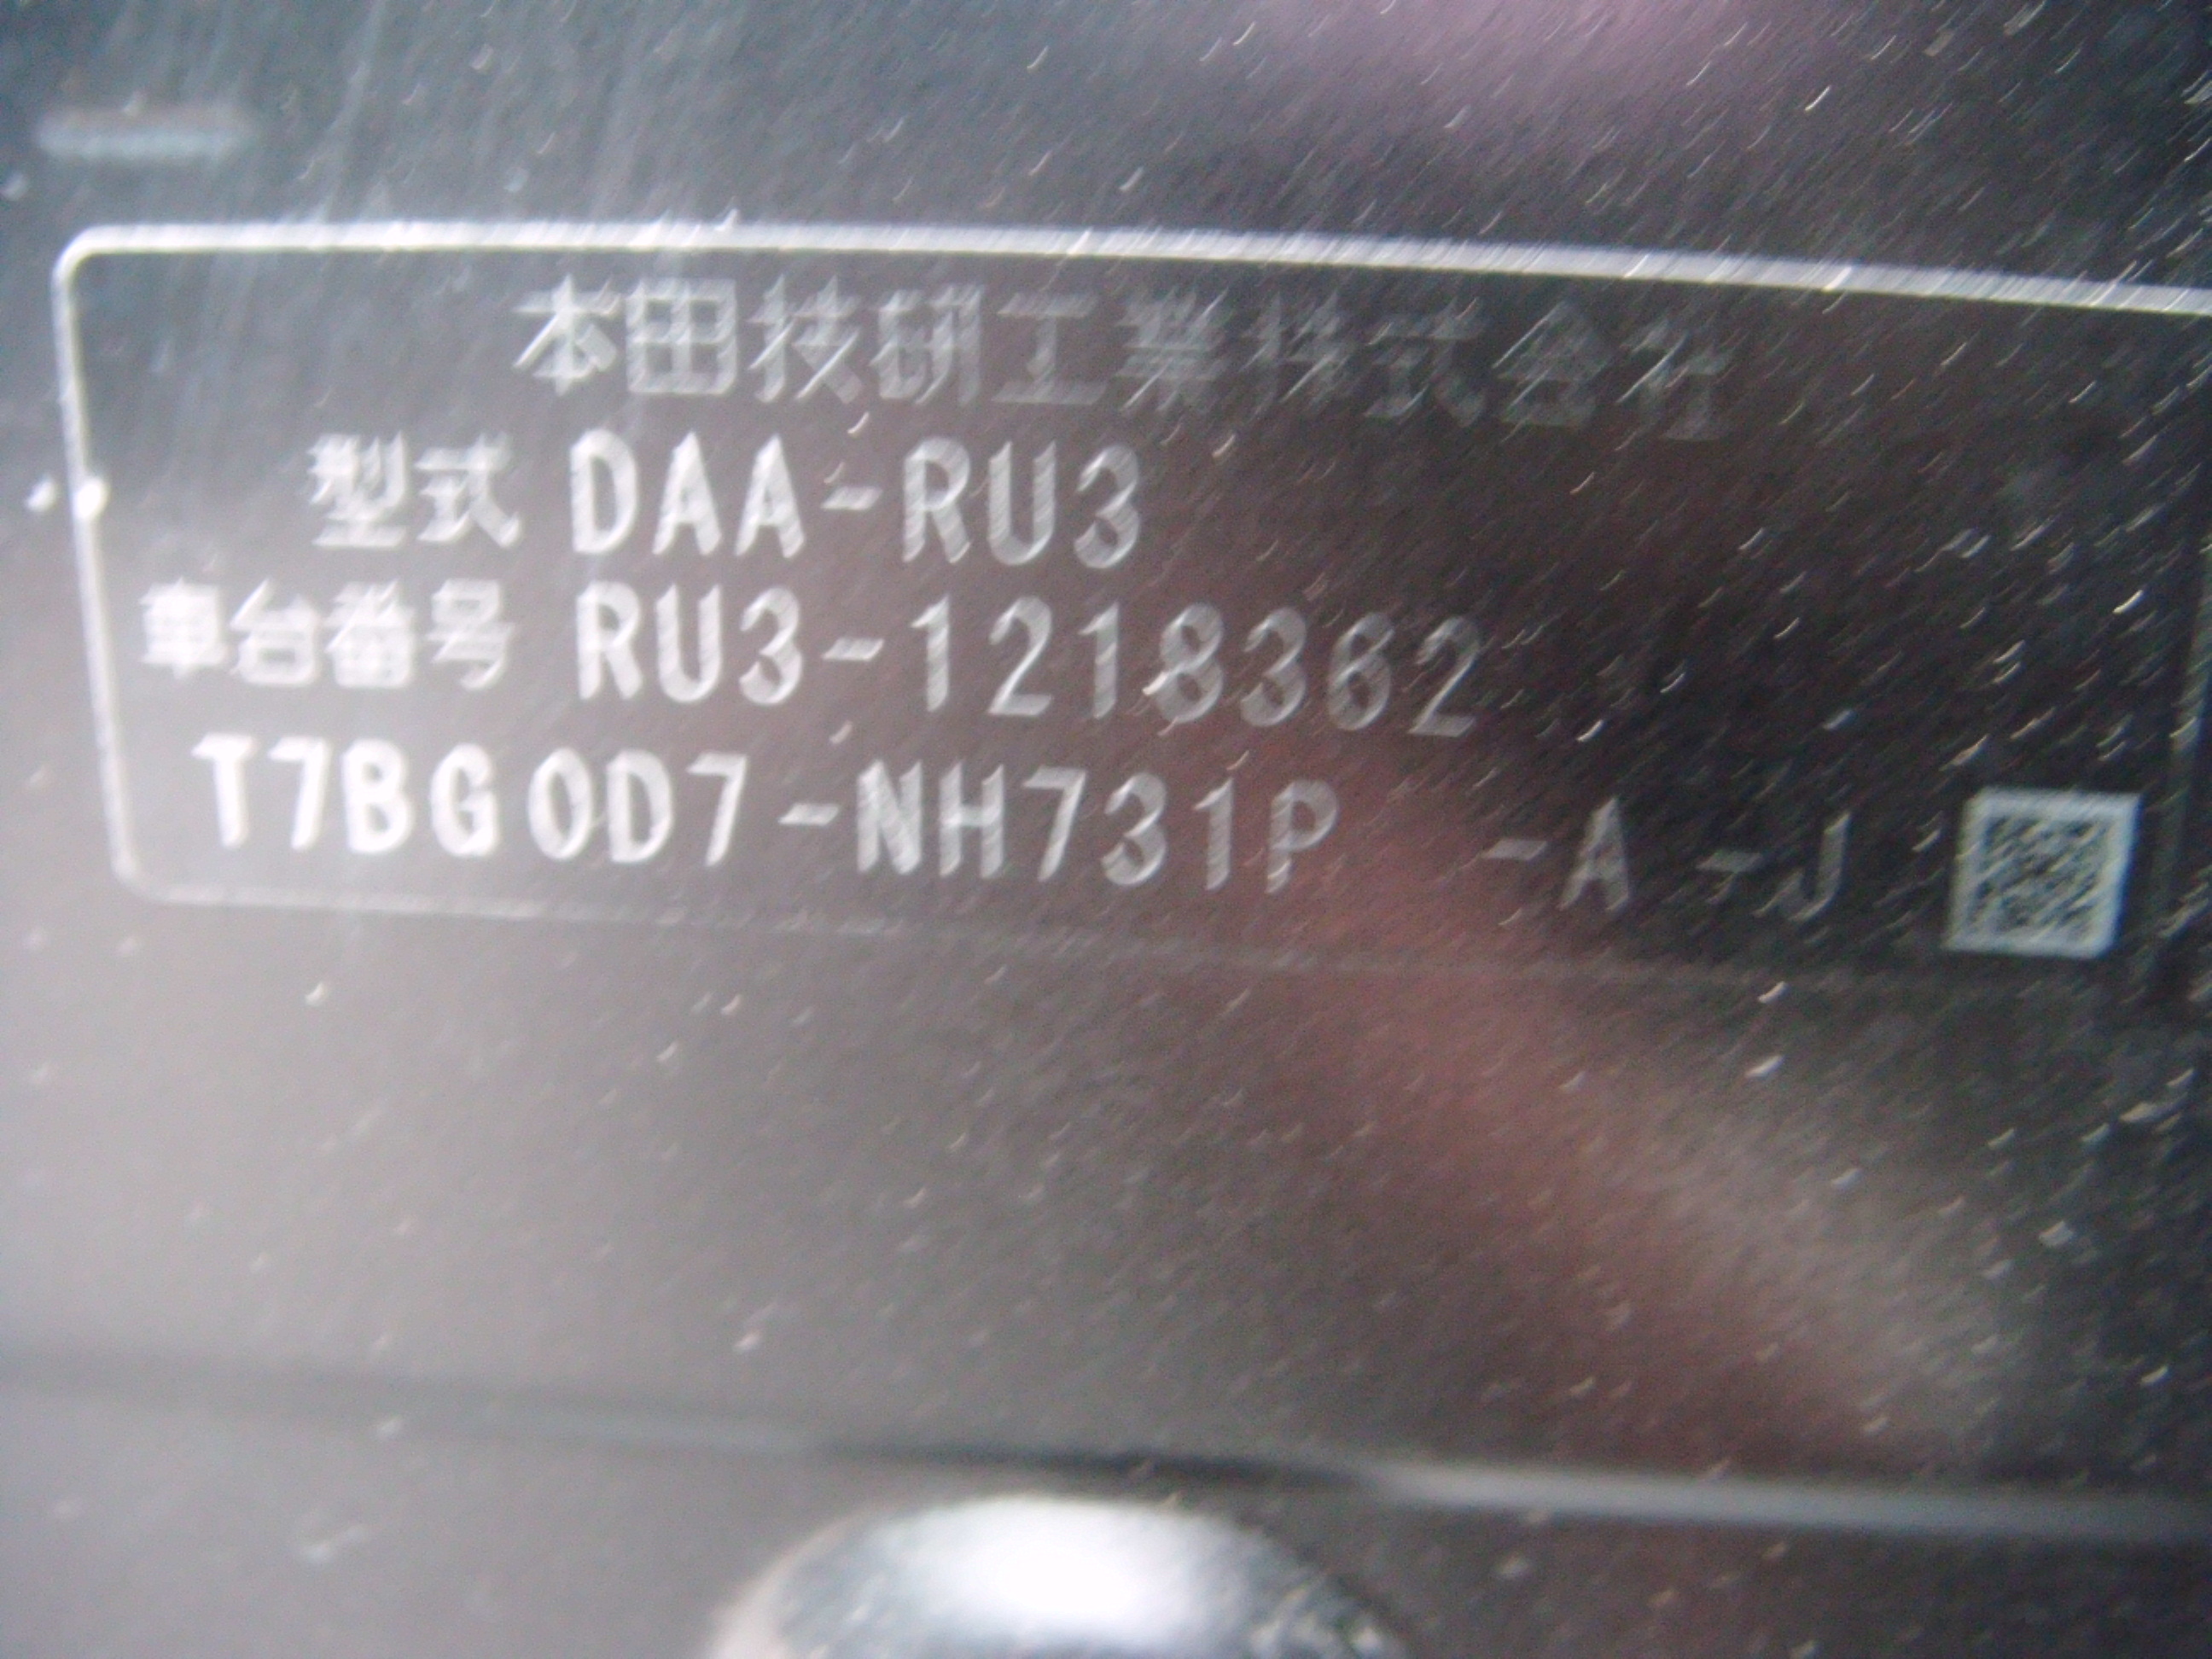 本田技研工業株式会社
型式 DAA-RU3
車台番号 RU3-1218362
T7BG0D7-NH731P -A -J